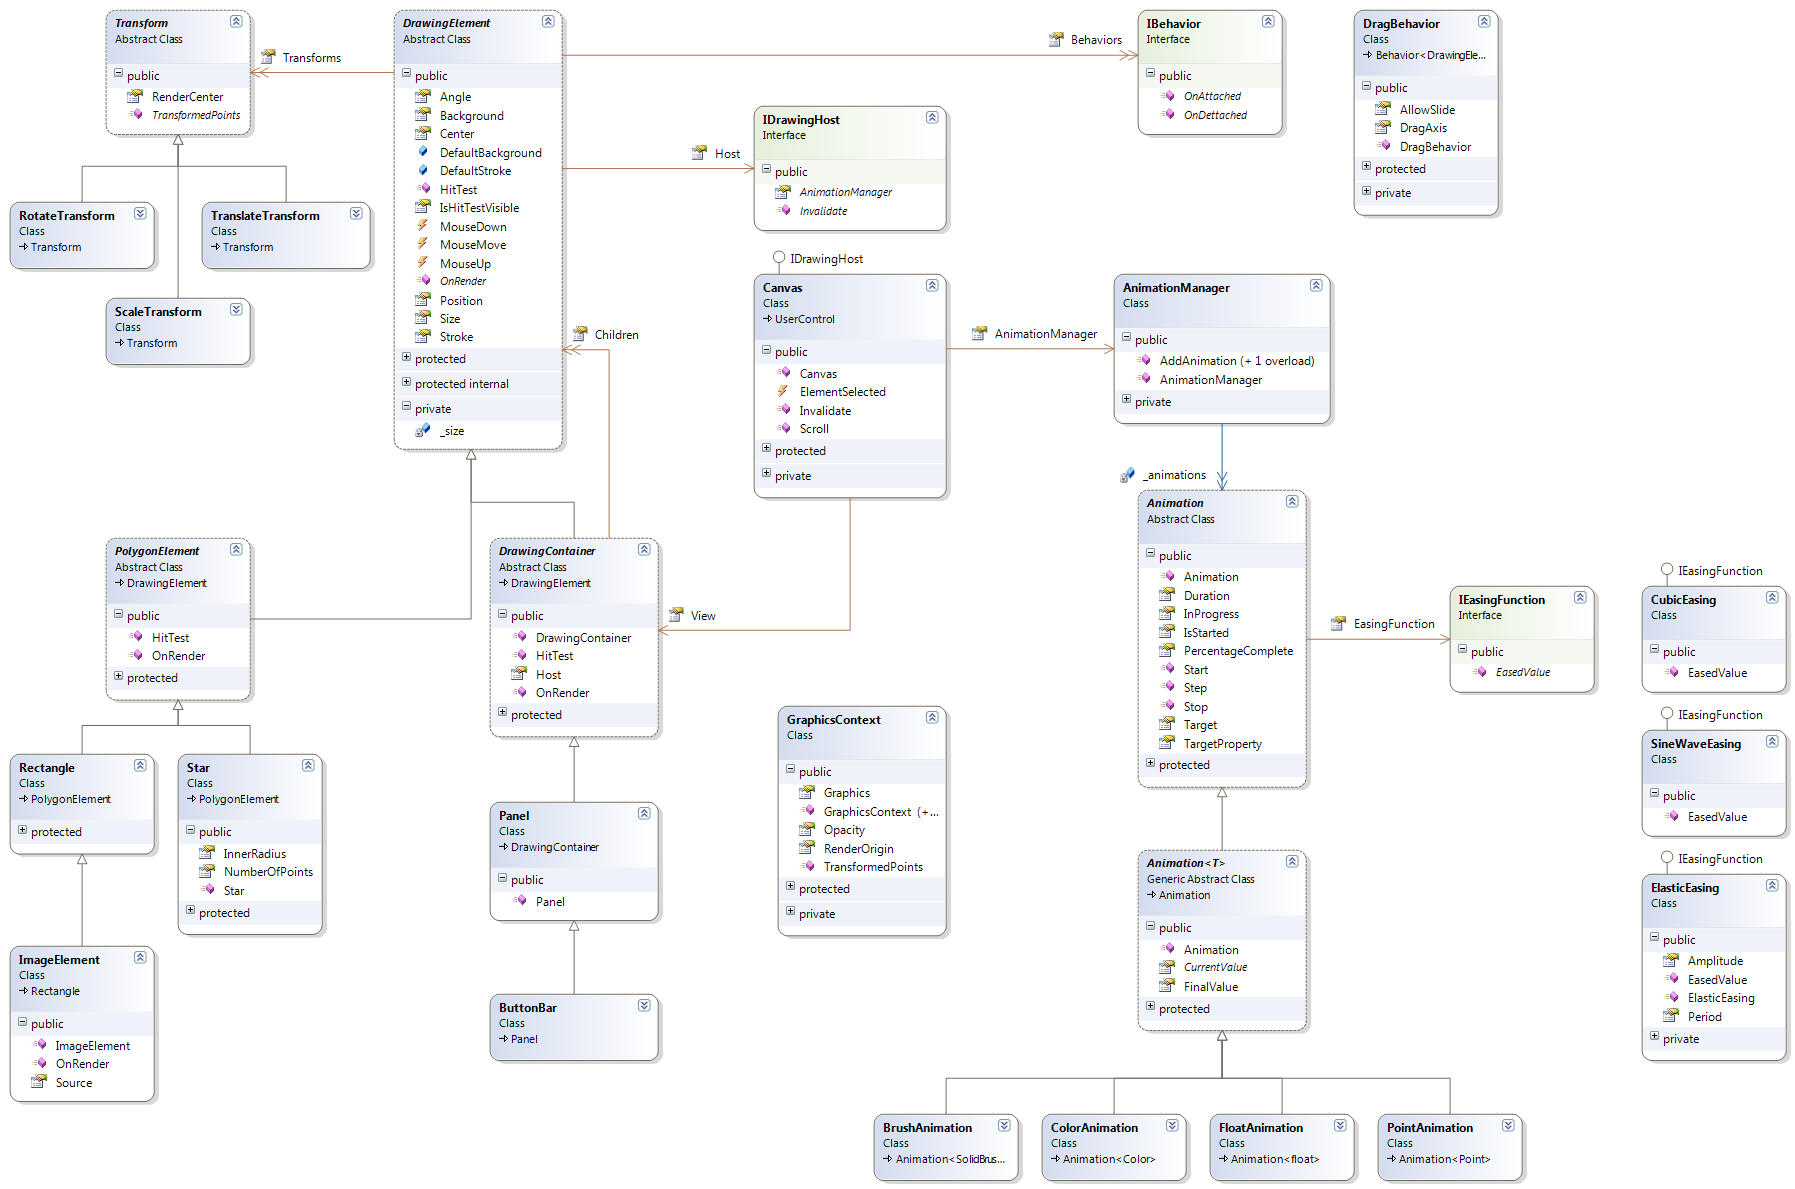 Transform
Abstract Class
public
RenderCenter
TransformedPoints
Transforms
RotateTransform
Class
Transform
TranslateTransform
Class
Transform
ScaleTransform
Class
Transform
DrawingElement
Abstract Class
public
Angle
Background
Center
DefaultBackground
DefaultStroke
HitTest
IsHitTestVisible
MouseDown
MouseMove
MouseUp
OnRender
Position
Size
Stroke
protected
protected internal
private
_size
Behaviors
Host
Children
IBehavior
Interface
public
OnAttached
OnDettached
DragBehavior
Class
Behavior<DrawingEle...
public
AllowSlide
DragAxis
DragBehavior
protected
private
IDrawingHost
Interface
public
AnimationManager
Invalidate
IDrawingHost
Canvas
Class
UserControl
public
Canvas
ElementSelected
Invalidate
Scroll
protected
private
AnimationManager
View
AnimationManager
Class
public
AddAnimation (+ 1 overload)
AnimationManager
private
_animations
Animation
Abstract Class
public
Animation
Duration
InProgress
IsStarted
PercentageComplete
Start
Step
Stop
Target
TargetProperty
protected
EasingFunction
IEasingFunction
Interface
public
EasedValue
IEasingFunction
CubicEasing
Class
public
EasedValue
IEasingFunction
SineWaveEasing
Class
public
EasedValue
IEasingFunction
ElasticEasing
Class
public
Amplitude
EasedValue
ElasticEasing
Period
private
PolygonElement
Abstract Class
DrawingElement
public
HitTest
OnRender
protected
DrawingContainer
Abstract Class
DrawingElement
public
DrawingContainer
HitTest
Host
OnRender
protected
Rectangle
Class
PolygonElement
protected
Star
Class
PolygonElement
public
InnerRadius
NumberOfPoints
Star
protected
ImageElement
Class
Rectangle
public
ImageElement
OnRender
Source
Panel
Class
DrawingContainer
public
Panel
ButtonBar
Class
Panel
GraphicsContext
Class
public
Graphics
GraphicsContext (+...
Opacity
RenderOrigin
TransformedPoints
protected
private
Animation<T>
Generic Abstract Class
Animation
public
Animation
CurrentValue
FinalValue
protected
BrushAnimation
Class
Animation<SolidBrus...
ColorAnimation
Class
Animation<Color>
FloatAnimation
Class
Animation<float>
PointAnimation
Class
Animation<Point>